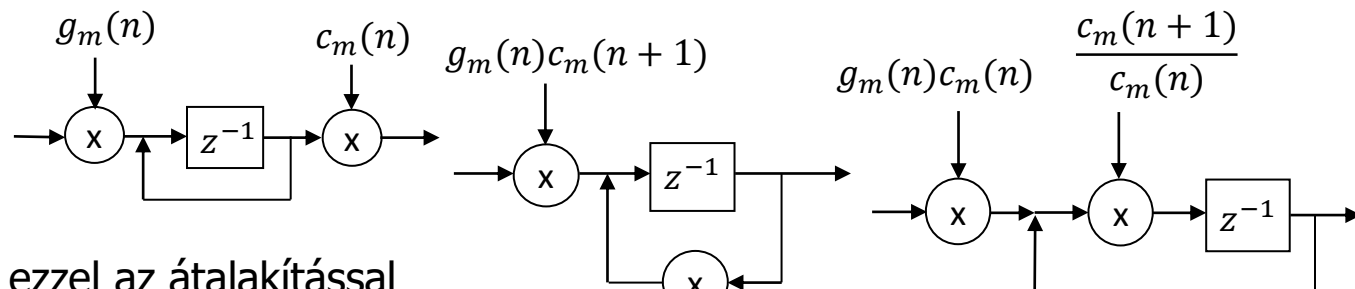 g_m(n)
c_m(n)
x
z^{-1}
x
g_m(n)c_m(n + 1)
x
z^{-1}
x
g_m(n)c_m(n)
c_m(n + 1)
c_m(n)
x
x
z^{-1}
ezzel az átalakítással